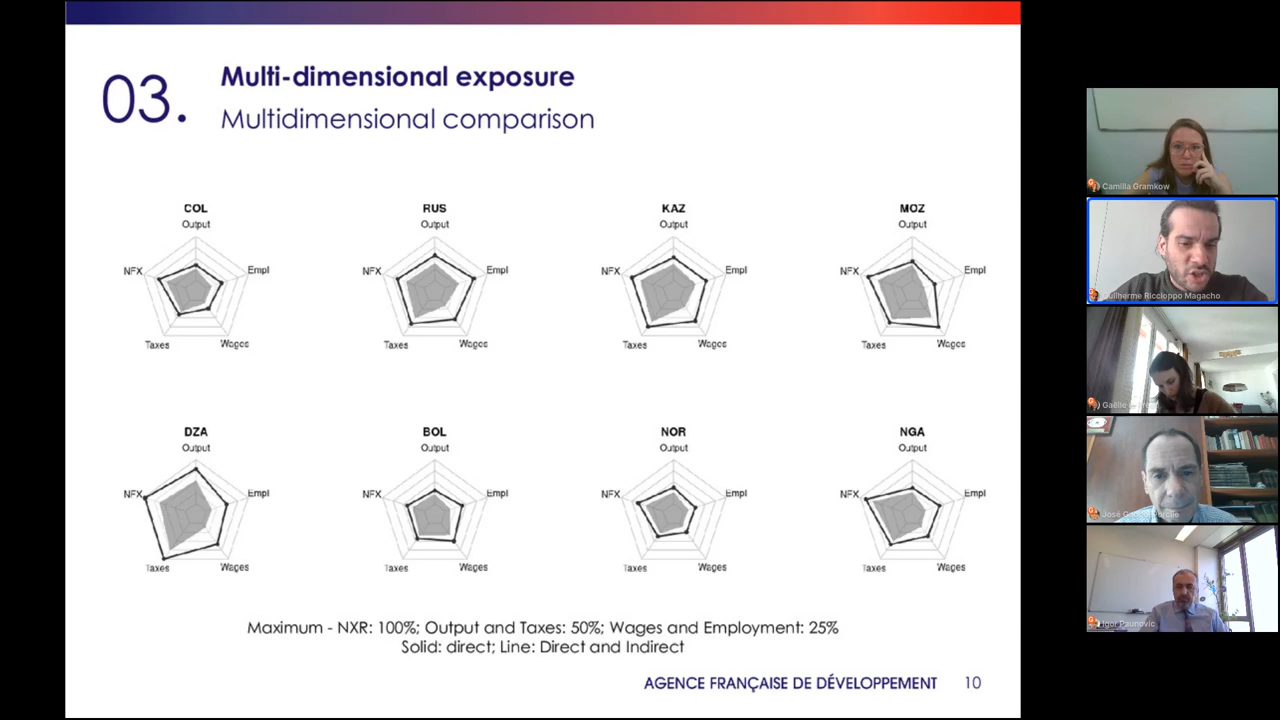 03.
Multi-dimensional exposure
Multidimensional comparison
COL
Output
NFX
Empl
Taxes
Wages
RUS
Output
NFX
Empl
Taxes
Wages
KAZ
Output
NFX
Empl
Taxes
Wages
MOZ
Output
NFX
Empl
Taxes
Wages
DZA
Output
NFX
Empl
Taxes
Wages
BOL
Output
NFX
Empl
Taxes
Wages
NOR
Output
NFX
Empl
Taxes
Wages
NGA
Output
NFX
Empl
Taxes
Wages
Maximum - NXR: 100%; Output and Taxes: 50%; Wages and Employment: 25%
Solid: direct; Line: Direct and Indirect
AGENCE FRANÇAISE DE DÉVELOPPEMENT 10
Camilla Gramkow
Guilherme Riccioppo Magacho
Gaëlle
José
Igor Paunovic